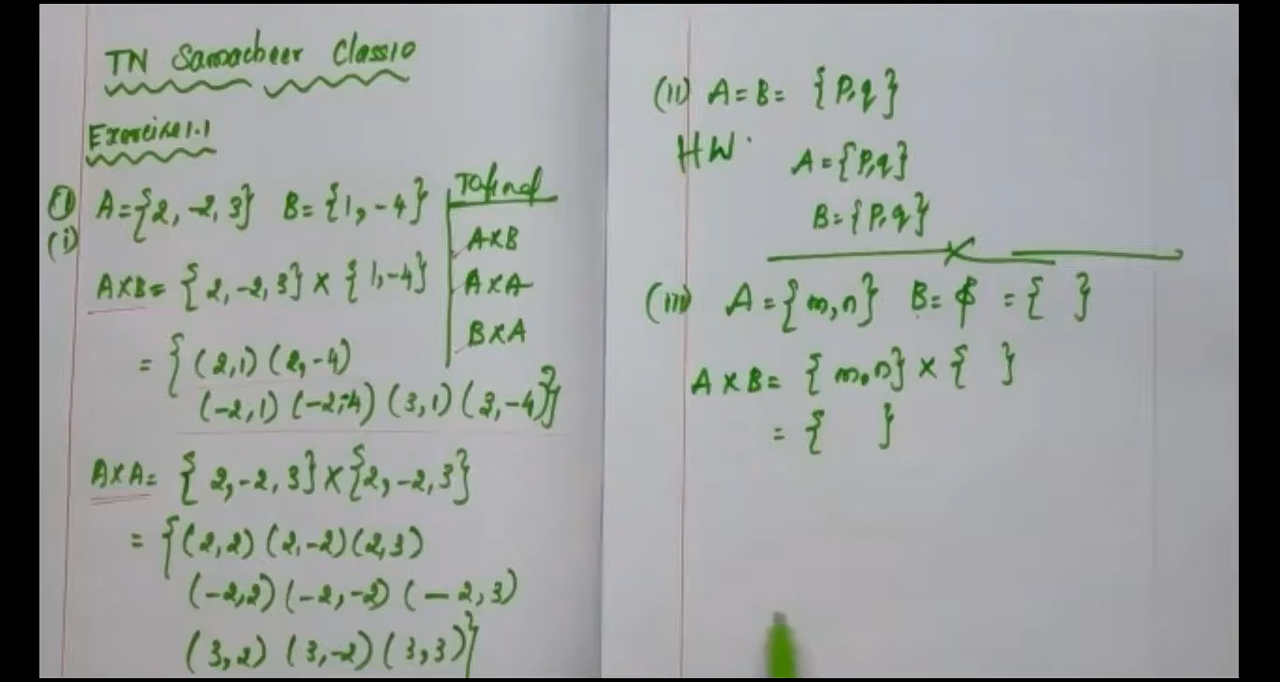 TN Samacheer Class10
Exercise 1.1
① A={2, -2, 3} B={1, -4}
(i)
To find
A×B
A×A
B×A
A×B= {2, -2, 3} × {1, -4}
= {(2,1) (2,-4)
(-2,1) (-2,-4) (3,1) (3,-4)}
A×A= {2, -2, 3} × {2, -2, 3}
= {(2,2) (2,-2) (2,3)
(-2,2) (-2,-2) (-2,3)
(3,2) (3,-2) (3,3)}
(ii) A=B= {P,q}
HW.
A={P,q}
B={P,q}
(iii) A={m,n} B=ϕ ={ }
A×B= {m,n} × { }
= { }